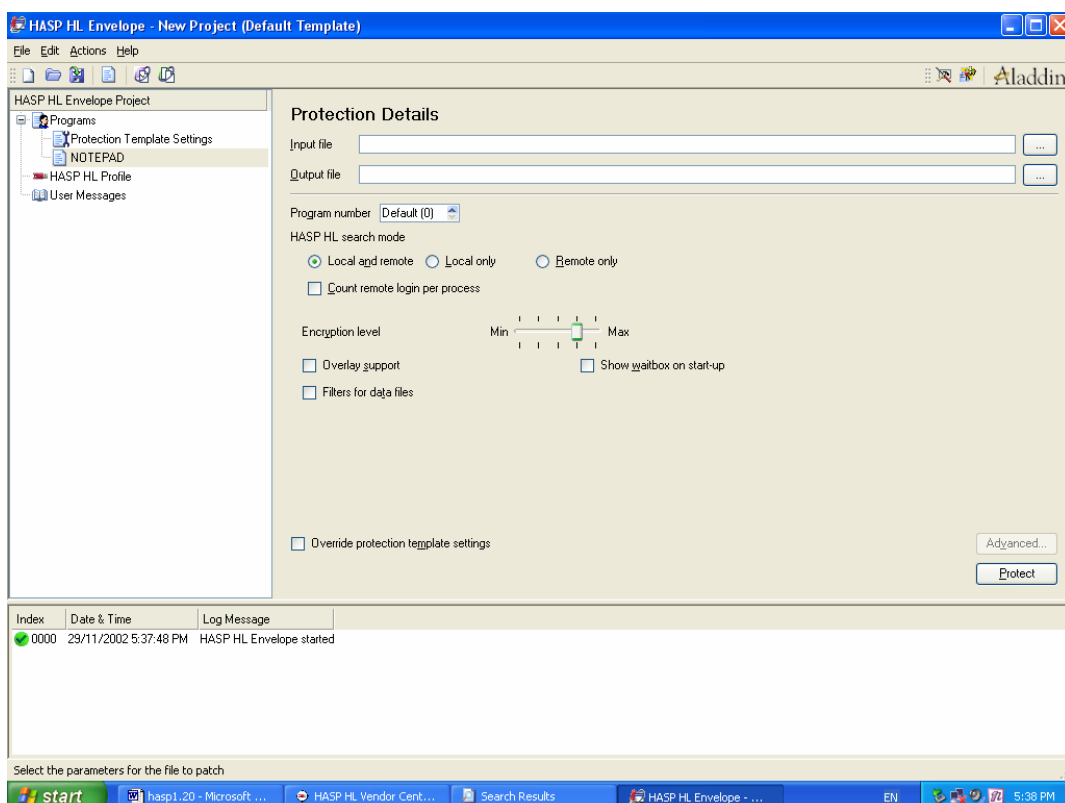 HASP HL Envelope - New Project (Default Template)
File Edit Actions Help
Aladdin
HASP HL Envelope Project
Programs
Protection Template Settings
NOTEPAD
HASP HL Profile
User Messages
Protection Details
Input file
...
Output file
...
Program number Default (0)
HASP HL search mode
Local and remote Local only Remote only
Count remote login per process
Encryption level Min Max
Overlay support Show waitbox on start-up
Filters for data files
Override protection template settings Advanced...
Protect
Index Date & Time Log Message
0000 29/11/2002 5:37:48 PM HASP HL Envelope started
Select the parameters for the file to patch
start hasp1.20 - Microsoft ... HASP HL Vendor Cent... Search Results HASP HL Envelope - ... EN 5:38 PM